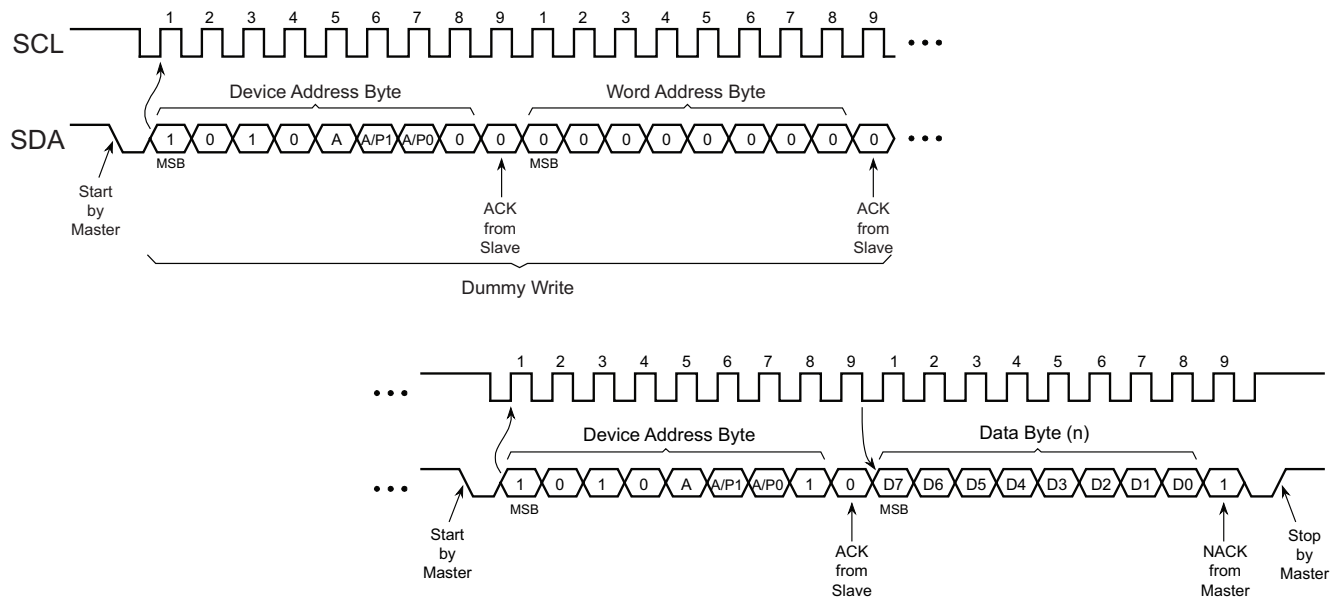 1 2 3 4 5 6 7 8 9 1 2 3 4 5 6 7 8 9
SCL
Device Address Byte Word Address Byte
SDA 1 0 1 0 A A/P1 A/P0 0 0 0 0 0 0 0 0 0 0 0
MSB MSB
Start
by
Master
ACK
from
Slave
ACK
from
Slave
Dummy Write
1 2 3 4 5 6 7 8 9 1 2 3 4 5 6 7 8 9
Device Address Byte Data Byte (n)
1 0 1 0 A A/P1 A/P0 1 0 D7 D6 D5 D4 D3 D2 D1 D0 1
MSB MSB
Start
by
Master
ACK
from
Slave
NACK
from
Master
Stop
by
Master